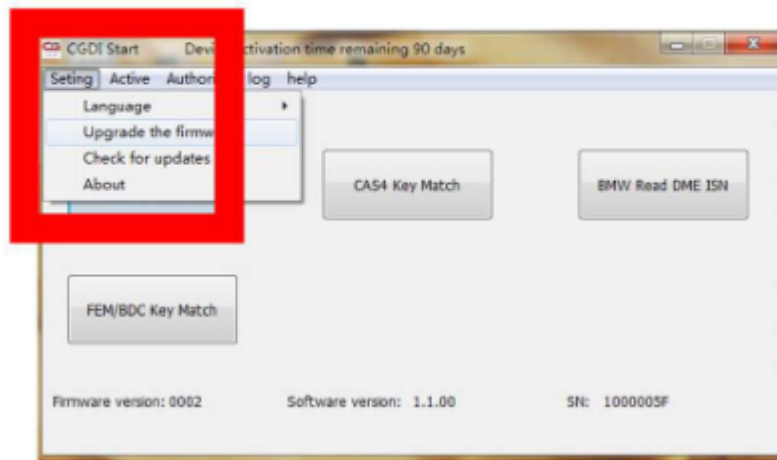 CG CGDI Start Devi ctivation time remaining 90 days
Seting Active Authori log help
Language
Upgrade the firmw
Check for updates
About
CAS4 Key Match
BMW Read DME ISN
FEM/BDC Key Match
Firmware version: 0002 Software version: 1.1.00 SN: 1000005F